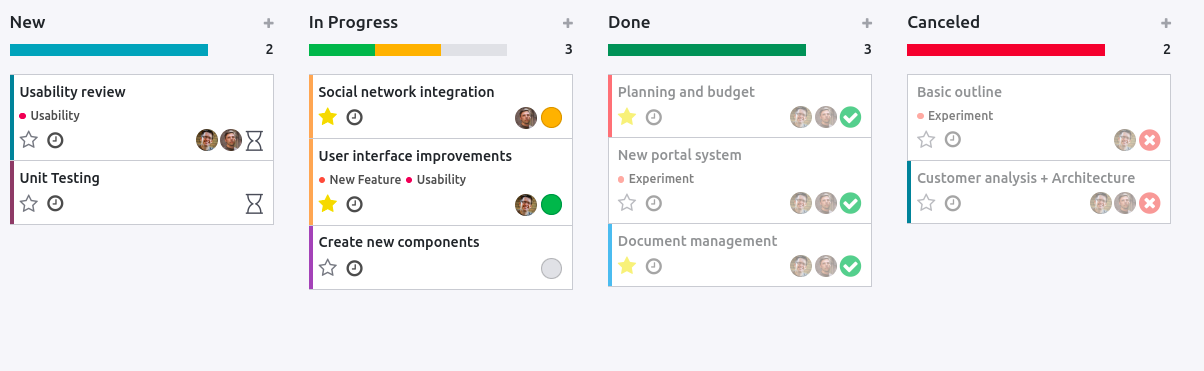 New +
2
Usability review
Usability
Unit Testing
In Progress +
3
Social network integration
User interface improvements
New Feature Usability
Create new components
Done +
3
Planning and budget
New portal system
Experiment
Document management
Canceled +
2
Basic outline
Experiment
Customer analysis + Architecture